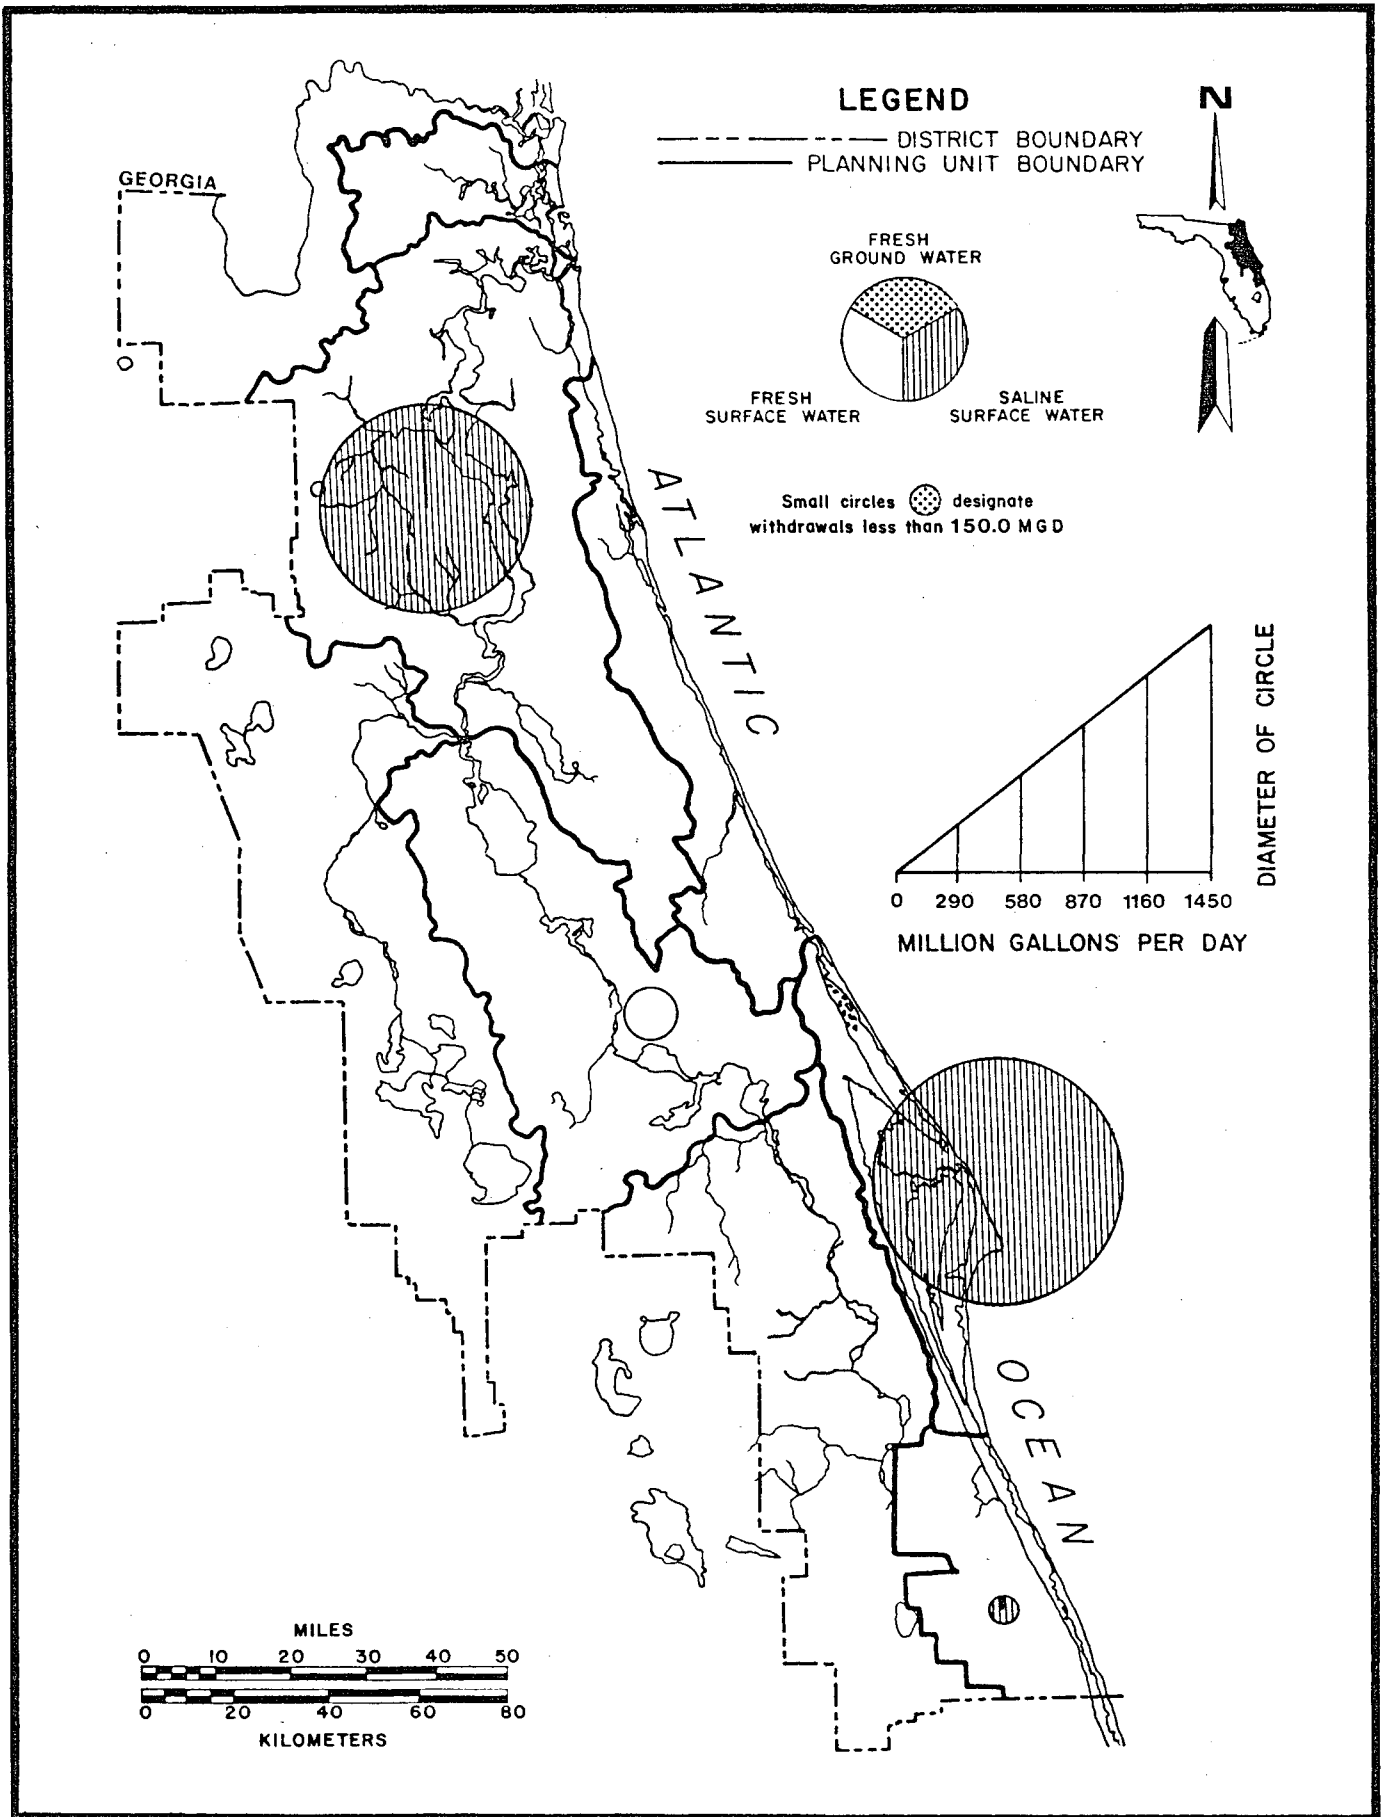 LEGEND
N
DISTRICT BOUNDARY
PLANNING UNIT BOUNDARY
GEORGIA
FRESH
GROUND WATER
FRESH
SURFACE WATER
SALINE
SURFACE WATER
ATLANTIC
Small circles designate
withdrawals less than 150.0 MGD
DIAMETER OF CIRCLE
0 290 580 870 1160 1450
MILLION GALLONS PER DAY
OCEAN
MILES
0 10 20 30 40 50
0 20 40 60 80
KILOMETERS